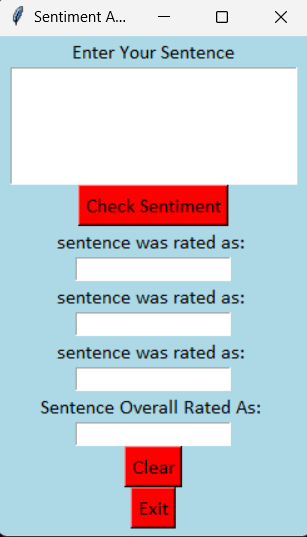 Sentiment A...
Enter Your Sentence
Check Sentiment
sentence was rated as:
sentence was rated as:
sentence was rated as:
Sentence Overall Rated As:
Clear
Exit